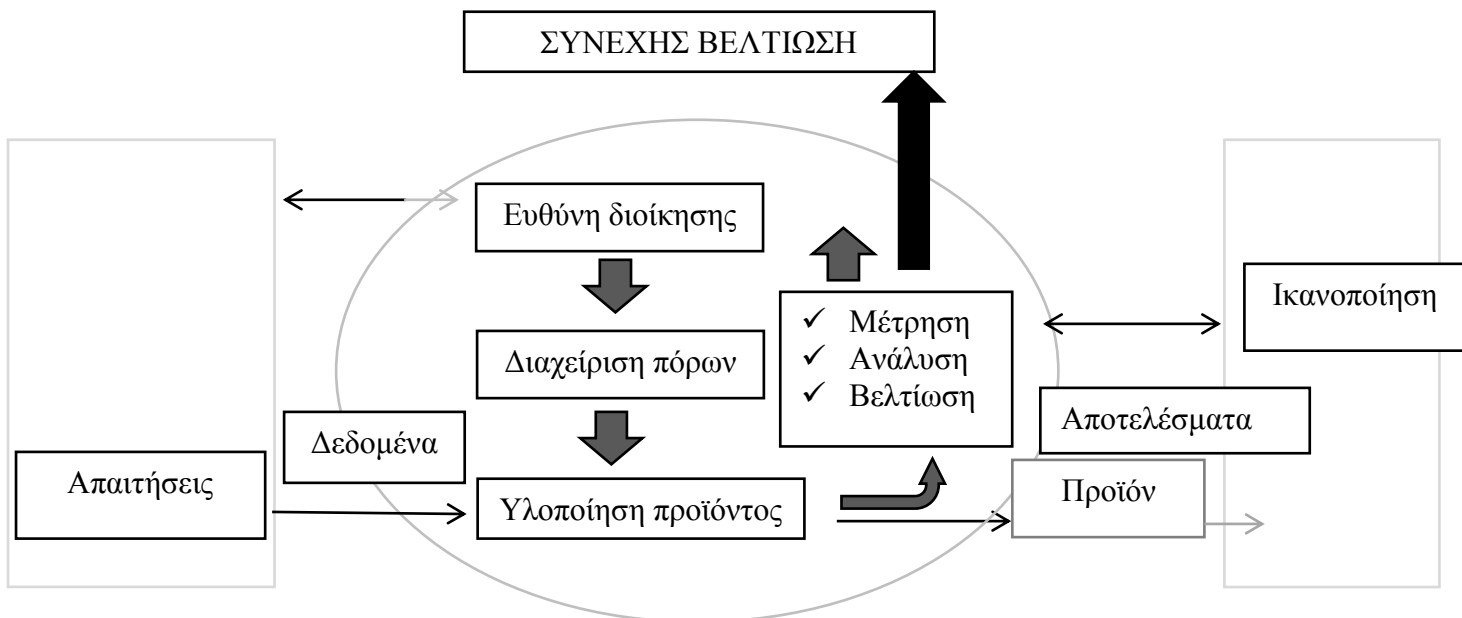 ΣΥΝΕΧΗΣ ΒΕΛΤΙΩΣΗ
Ευθύνη διοίκησης
Ικανοποίηση
✓ Μέτρηση
✓ Ανάλυση
✓ Βελτίωση
Διαχείριση πόρων
Δεδομένα
Αποτελέσματα
Απαιτήσεις
Υλοποίηση προϊόντος
Προϊόν